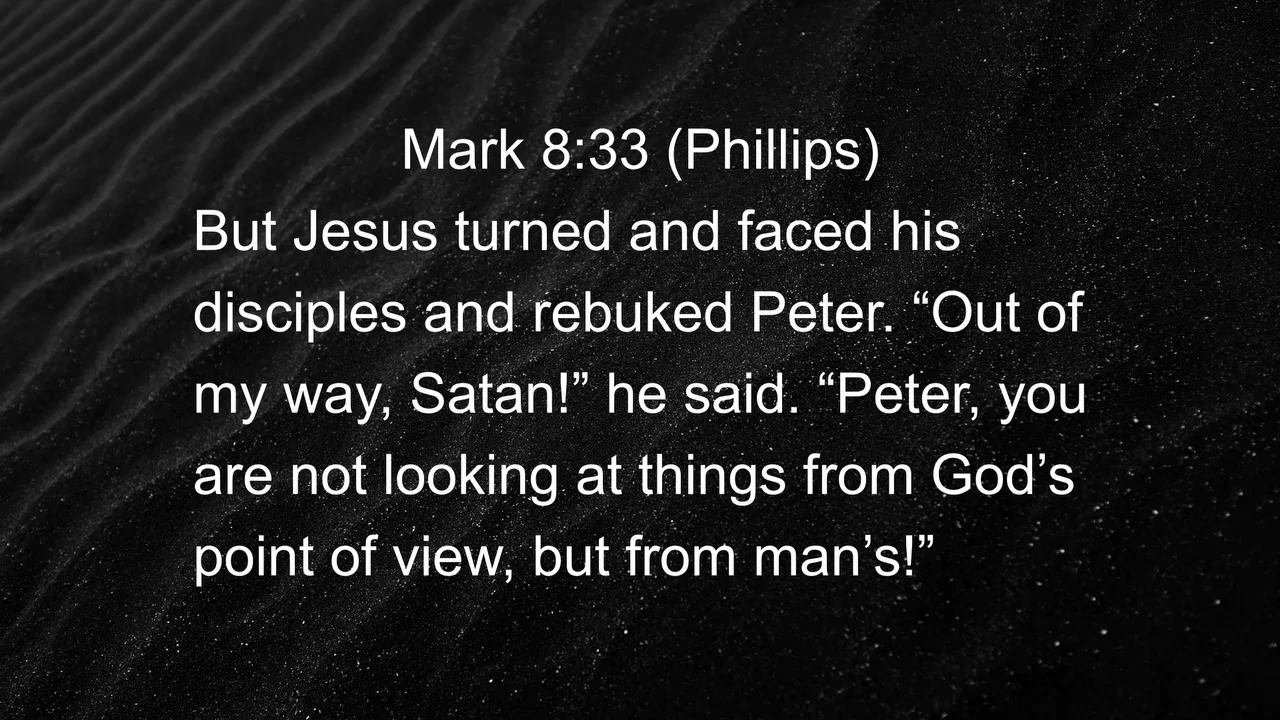 Mark 8:33 (Phillips)
But Jesus turned and faced his
disciples and rebuked Peter. “Out of
my way, Satan!” he said. “Peter, you
are not looking at things from God’s
point of view, but from man’s!”